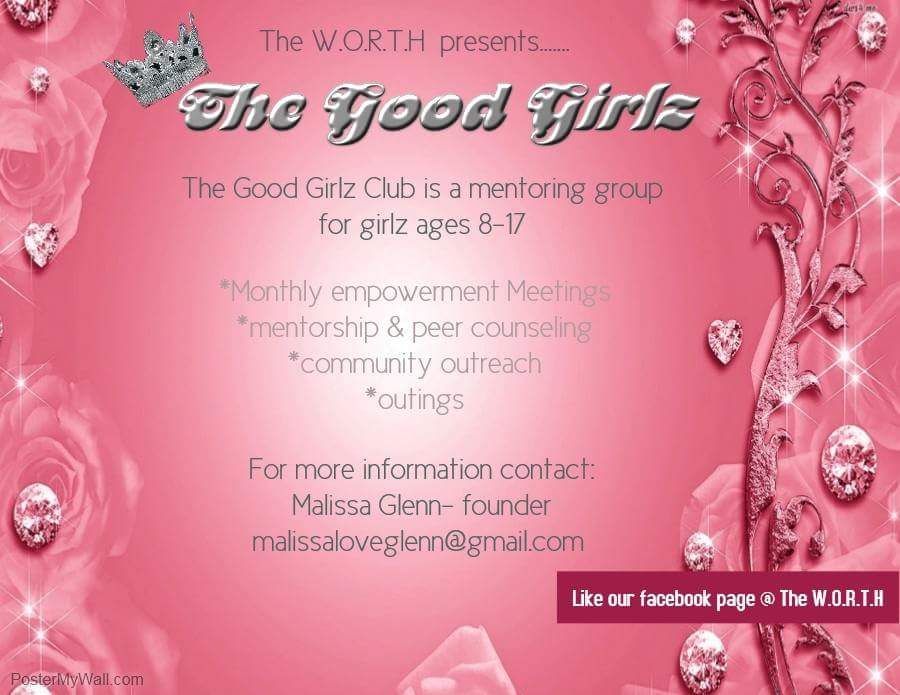 The W.O.R.T.H presents.......
The Good Girlz
The Good Girlz Club is a mentoring group
for girlz ages 8-17
*Monthly empowerment Meetings
*mentorship & peer counseling
*community outreach
*outings
For more information contact:
Malissa Glenn- founder
malissaloveglenn@gmail.com
Like our facebook page @ The W.O.R.T.H
PosterMyWall.com